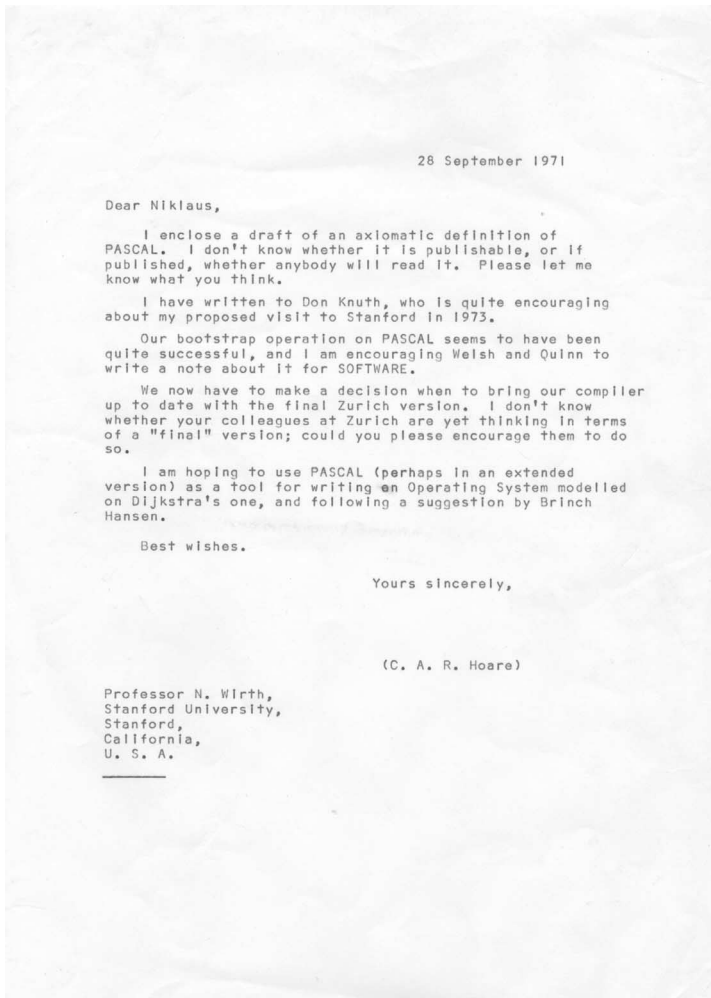 28 September 1971
Dear Niklaus,
I enclose a draft of an axiomatic definition of
PASCAL. I don't know whether it is publishable, or if
published, whether anybody will read it. Please let me
know what you think.
I have written to Don Knuth, who is quite encouraging
about my proposed visit to Stanford in 1973.
Our bootstrap operation on PASCAL seems to have been
quite successful, and I am encouraging Welsh and Quinn to
write a note about it for SOFTWARE.
We now have to make a decision when to bring our compiler
up to date with the final Zurich version. I don't know
whether your colleagues at Zurich are yet thinking in terms
of a "final" version; could you please encourage them to do
so.
I am hoping to use PASCAL (perhaps in an extended
version) as a tool for writing an Operating System modelled
on Dijkstra's one, and following a suggestion by Brinch
Hansen.
Best wishes.
Yours sincerely,
(C. A. R. Hoare)
Professor N. Wirth,
Stanford University,
Stanford,
California,
U. S. A.